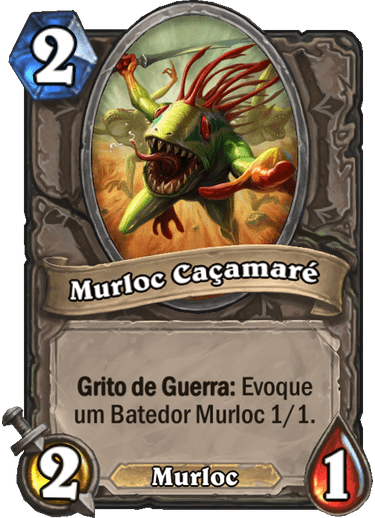 2
Murloc Caçamaré
Grito de Guerra: Evoque
um Batedor Murloc 1/1.
2
Murloc
1